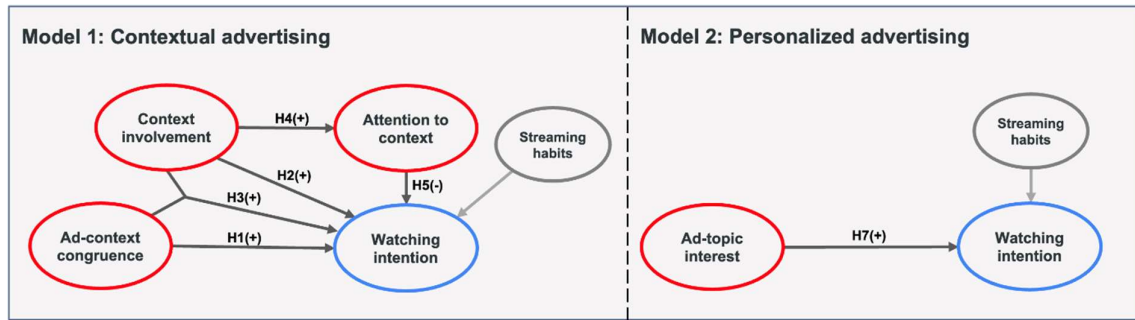 Model 1: Contextual advertising
Context
involvement
H4(+)
Attention to
context
Streaming
habits
H2(+)
H5(-)
H3(+)
Ad-context
congruence
H1(+)
Watching
intention
Model 2: Personalized advertising
Streaming
habits
Ad-topic
interest
H7(+)
Watching
intention